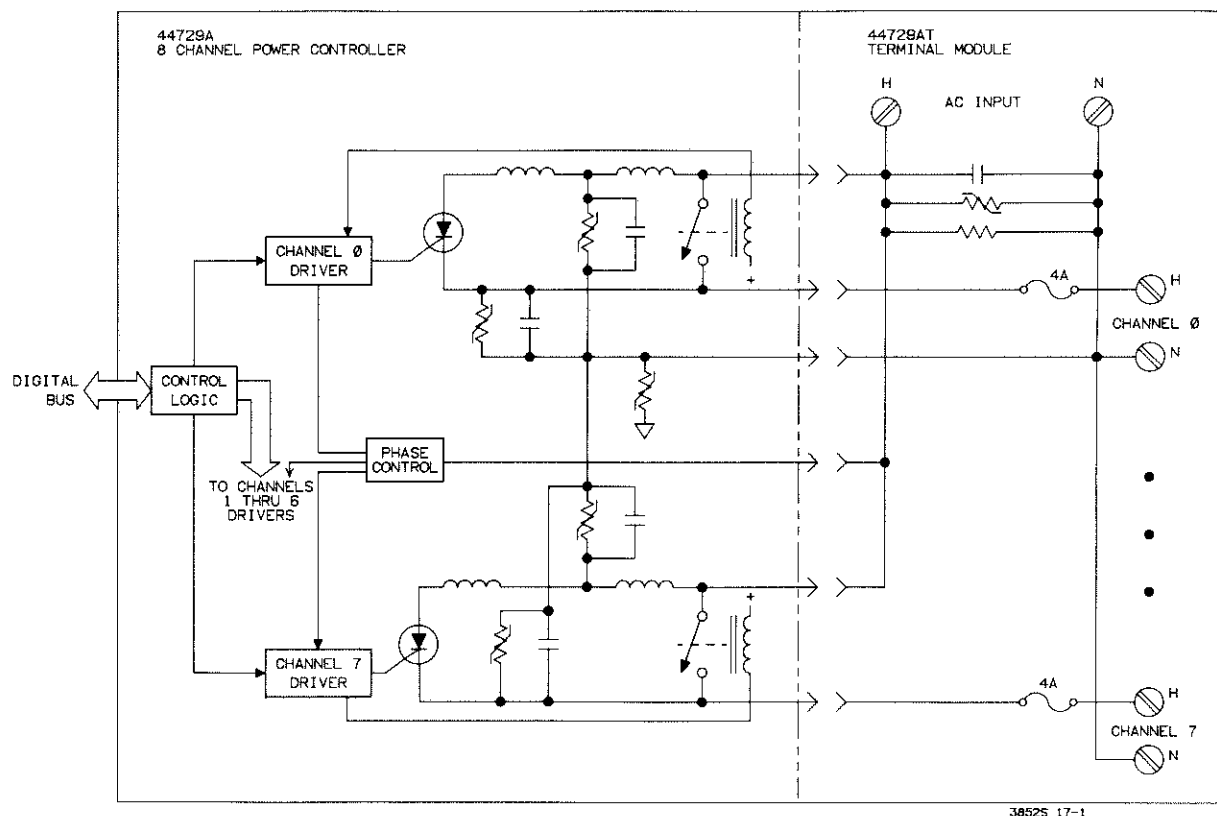 44729A
8 CHANNEL POWER CONTROLLER
44729AT
TERMINAL MODULE
H
AC INPUT
N
CHANNEL Ø
DRIVER
+
4A
H
CHANNEL Ø
N
DIGITAL
BUS
CONTROL
LOGIC
PHASE
CONTROL
TO CHANNELS
1 THRU 6
DRIVERS
+
CHANNEL 7
DRIVER
4A
H
CHANNEL 7
N
3852S 17-1